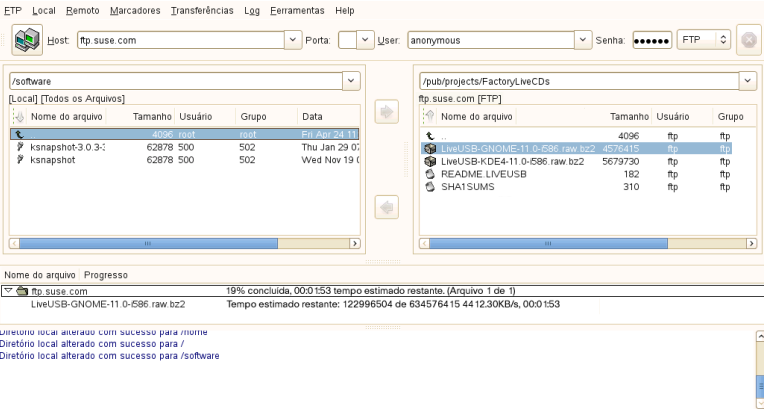 FTP Local Remoto Marcadores Transferências Log Ferramentas Help
Host: ftp.suse.com Porta: User: anonymous Senha: ●●●●●● FTP
/software
[Local] [Todos os Arquivos]
Nome do arquivo Tamanho Usuário Grupo Data
.. 4096 root root Fri Apr 24 11
ksnapshot-3.0.3- 62878 500 502 Thu Jan 29 0
ksnapshot 62878 500 502 Wed Nov 19
/pub/projects/FactoryLiveCDs
ftp.suse.com [FTP]
Nome do arquivo Tamanho Usuário Grupo
.. 4096 ftp ftp
LiveUSB-GNOME-11.0-i586.raw.bz2 4576415 ftp ftp
LiveUSB-KDE4-11.0-i586.raw.bz2 5679730 ftp ftp
README.LIVEUSB 182 ftp ftp
SHA1SUMS 310 ftp ftp
Nome do arquivo Progresso
ftp.suse.com 19% concluída, 00:01:53 tempo estimado restante. (Arquivo 1 de 1)
LiveUSB-GNOME-11.0-i586.raw.bz2 Tempo estimado restante: 122996504 de 634576415 4412.30KB/s, 00:01:53
Diretório local alterado com sucesso para /home
Diretório local alterado com sucesso para /
Diretório local alterado com sucesso para /software